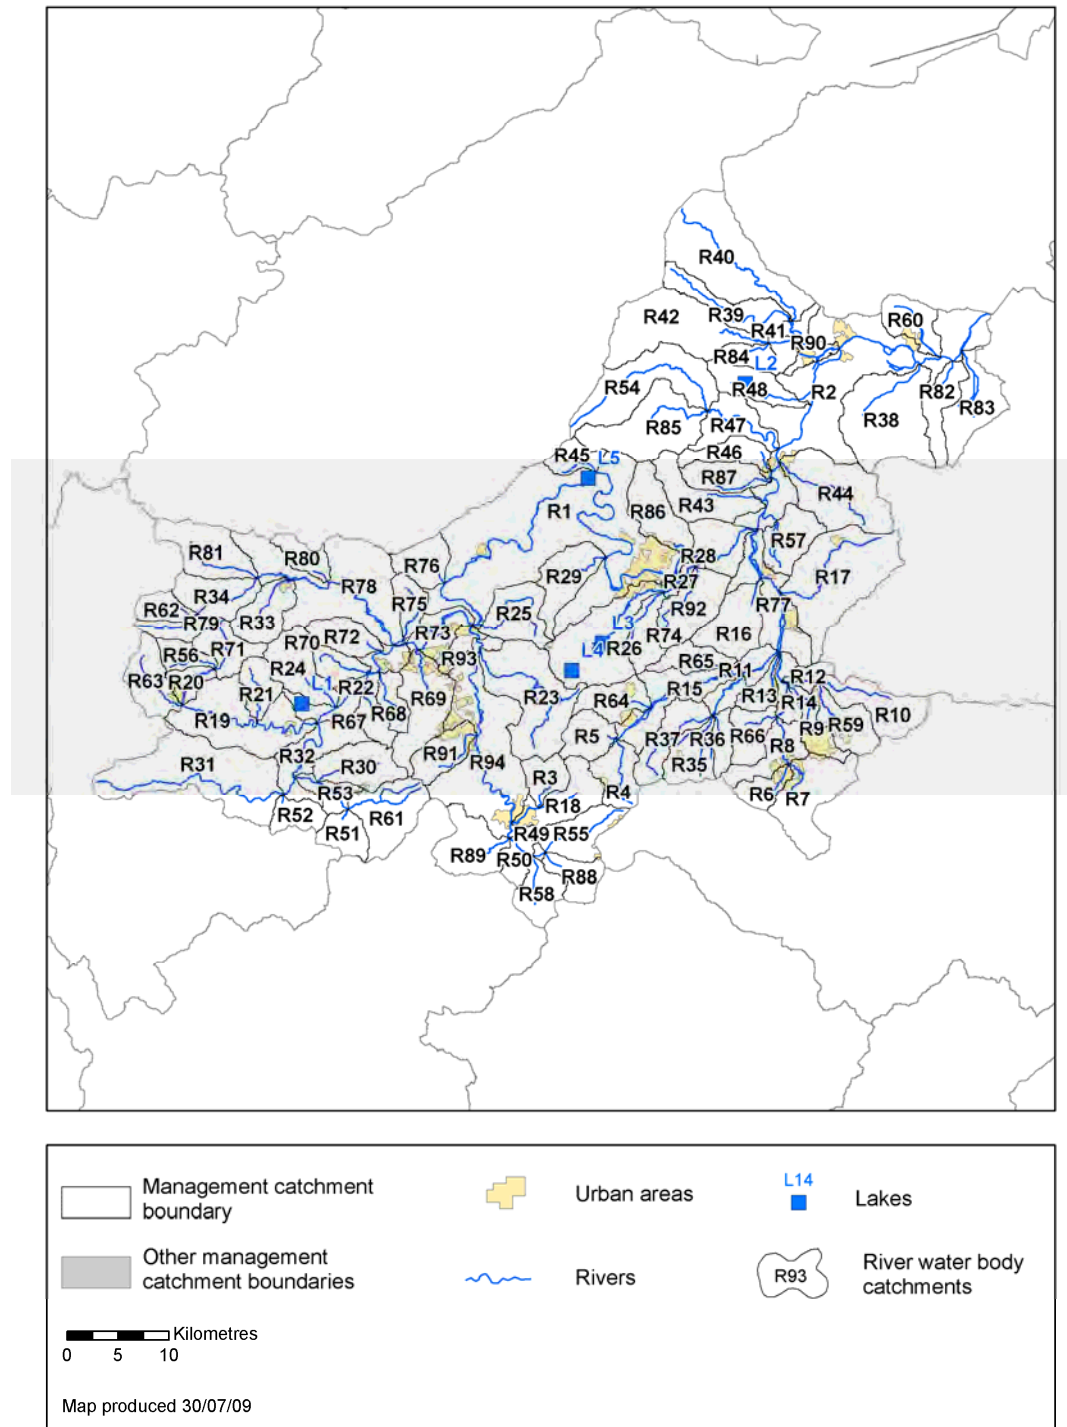 R40
R39
R42
R41
R60
R90
R84
L2
R54
R48
R2
R82
R83
R38
R85
R47
R45
L5
R46
R87
R44
R1
R86
R43
R57
R81
R80
R76
R28
R29
R27
R17
R78
R34
R75
R62
R92
R77
R79
R33
R25
L3
R70
R72
R73
R74
R16
R56
R71
R93
L4
R26
R24
R65
R63
R20
L1
R22
R11
R12
R21
R69
R23
R64
R15
R13
R14
R19
R67
R68
R10
R59
R9
R5
R37
R36
R66
R91
R8
R32
R94
R31
R30
R35
R3
R53
R4
R6
R7
R18
R52
R61
R51
R49
R55
R89
R50
R88
R58
Management catchment
boundary
Urban areas
L14
Lakes
Other management
catchment boundaries
Rivers
R93
River water body
catchments
Kilometres
0 5 10
Map produced 30/07/09